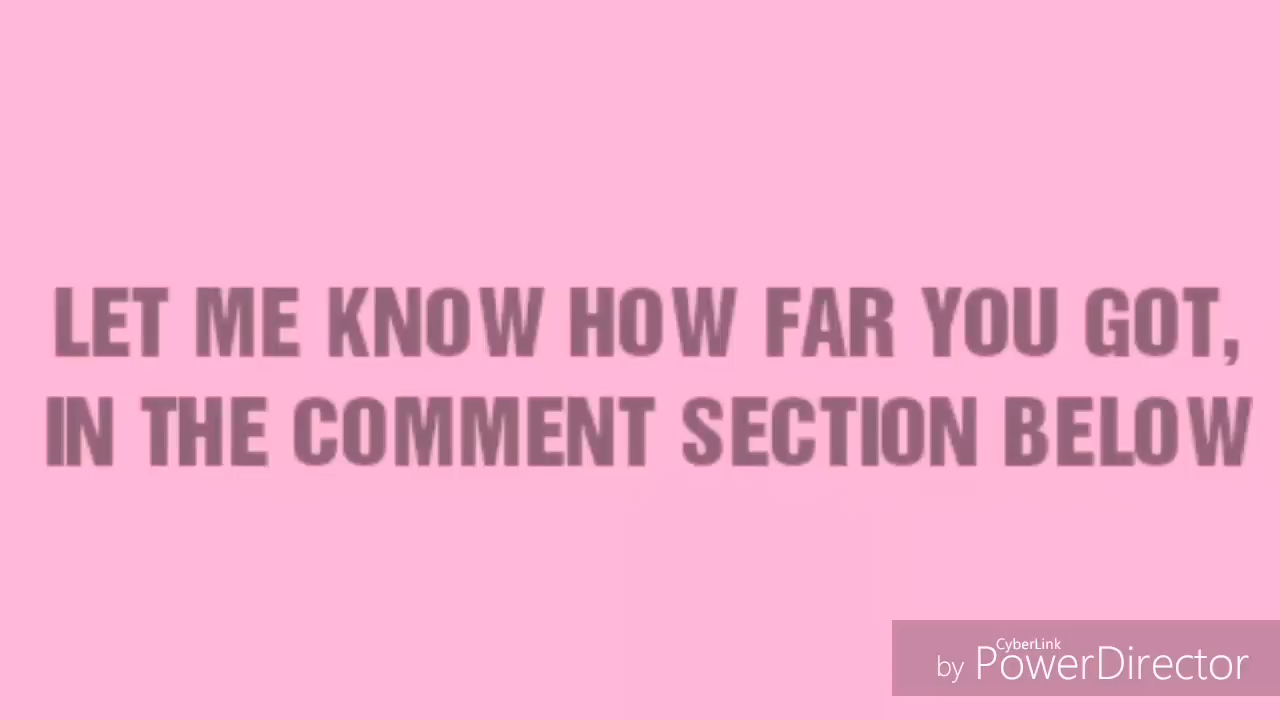 LET ME KNOW HOW FAR YOU GOT,
IN THE COMMENT SECTION BELOW
CyberLink
by PowerDirector